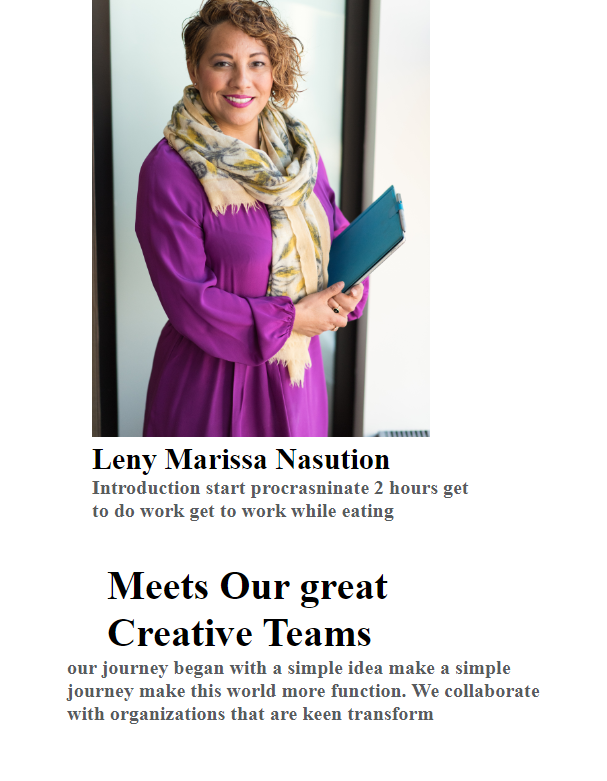 Leny Marissa Nasution
Introduction start procrasninate 2 hours get
to do work get to work while eating
Meets Our great
Creative Teams
our journey began with a simple idea make a simple
journey make this world more function. We collaborate
with organizations that are keen transform